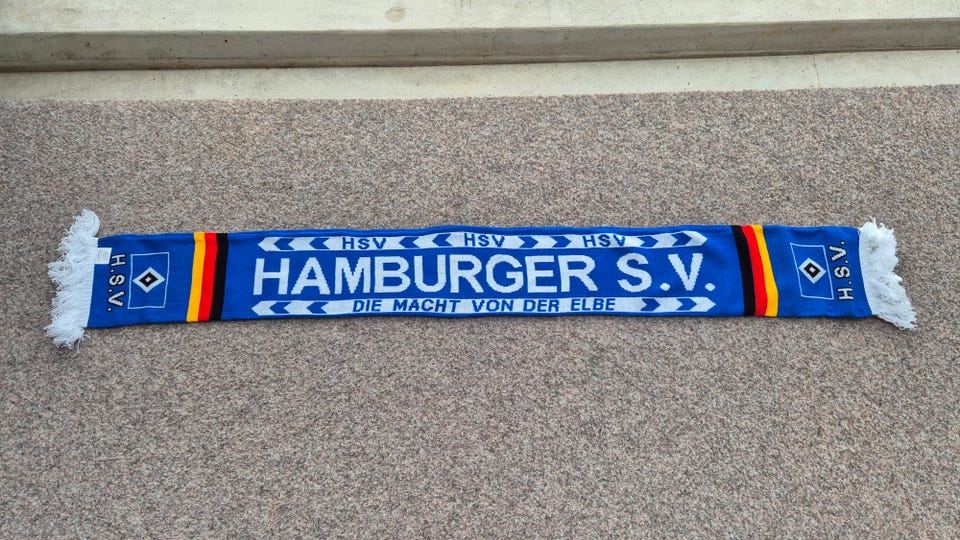 HSV HSV HSV
HAMBURGER S.V.
DIE MACHT VON DER ELBE
H.S.V.
H.S.V.